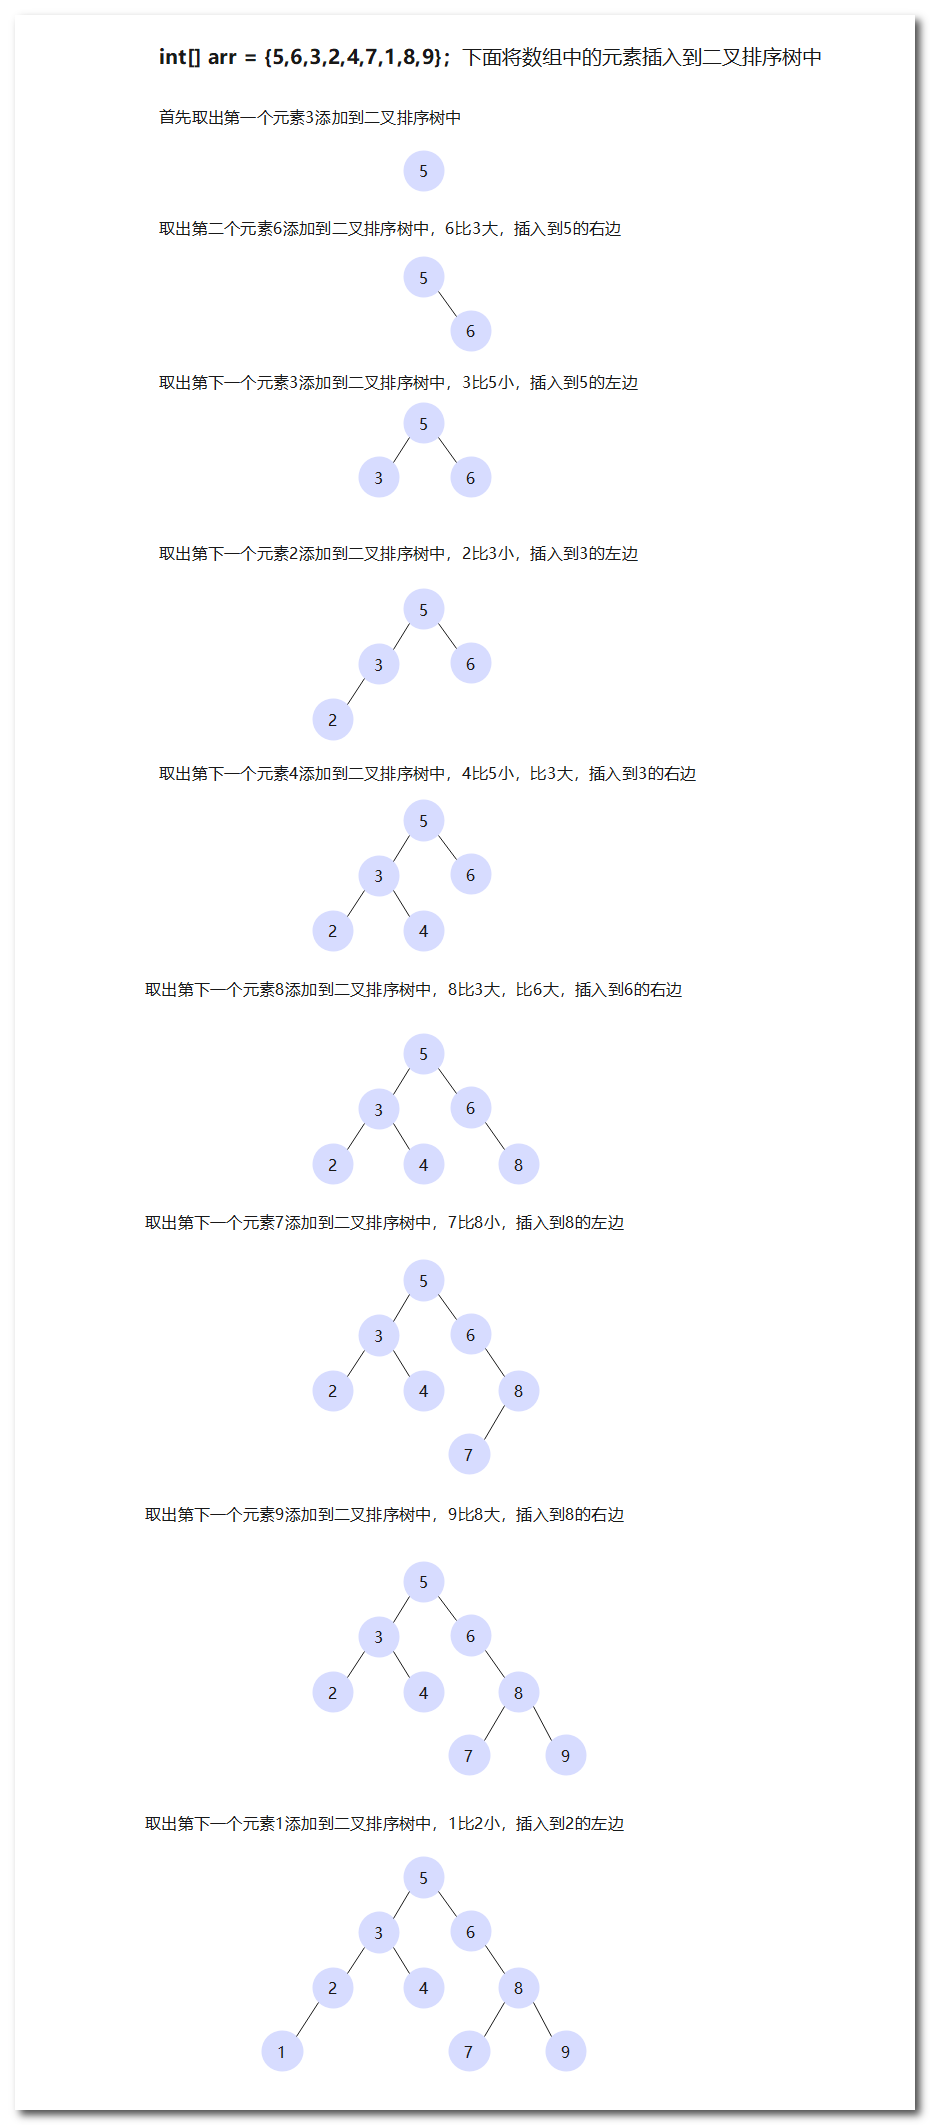 int[] arr = {5,6,3,2,4,7,1,8,9}；下面将数组中的元素插入到二叉排序树中
首先取出第一个元素3添加到二叉排序树中
5
取出第二个元素6添加到二叉排序树中，6比3大，插入到5的右边
5
6
取出第下一个元素3添加到二叉排序树中，3比5小，插入到5的左边
5
3 6
取出第下一个元素2添加到二叉排序树中，2比3小，插入到3的左边
5
3 6
2
取出第下一个元素4添加到二叉排序树中，4比5小，比3大，插入到3的右边
5
3 6
2 4
取出第下一个元素8添加到二叉排序树中，8比3大，比6大，插入到6的右边
5
3 6
2 4 8
取出第下一个元素7添加到二叉排序树中，7比8小，插入到8的左边
5
3 6
2 4 8
7
取出第下一个元素9添加到二叉排序树中，9比8大，插入到8的右边
5
3 6
2 4 8
7 9
取出第下一个元素1添加到二叉排序树中，1比2小，插入到2的左边
5
3 6
2 4 8
1 7 9